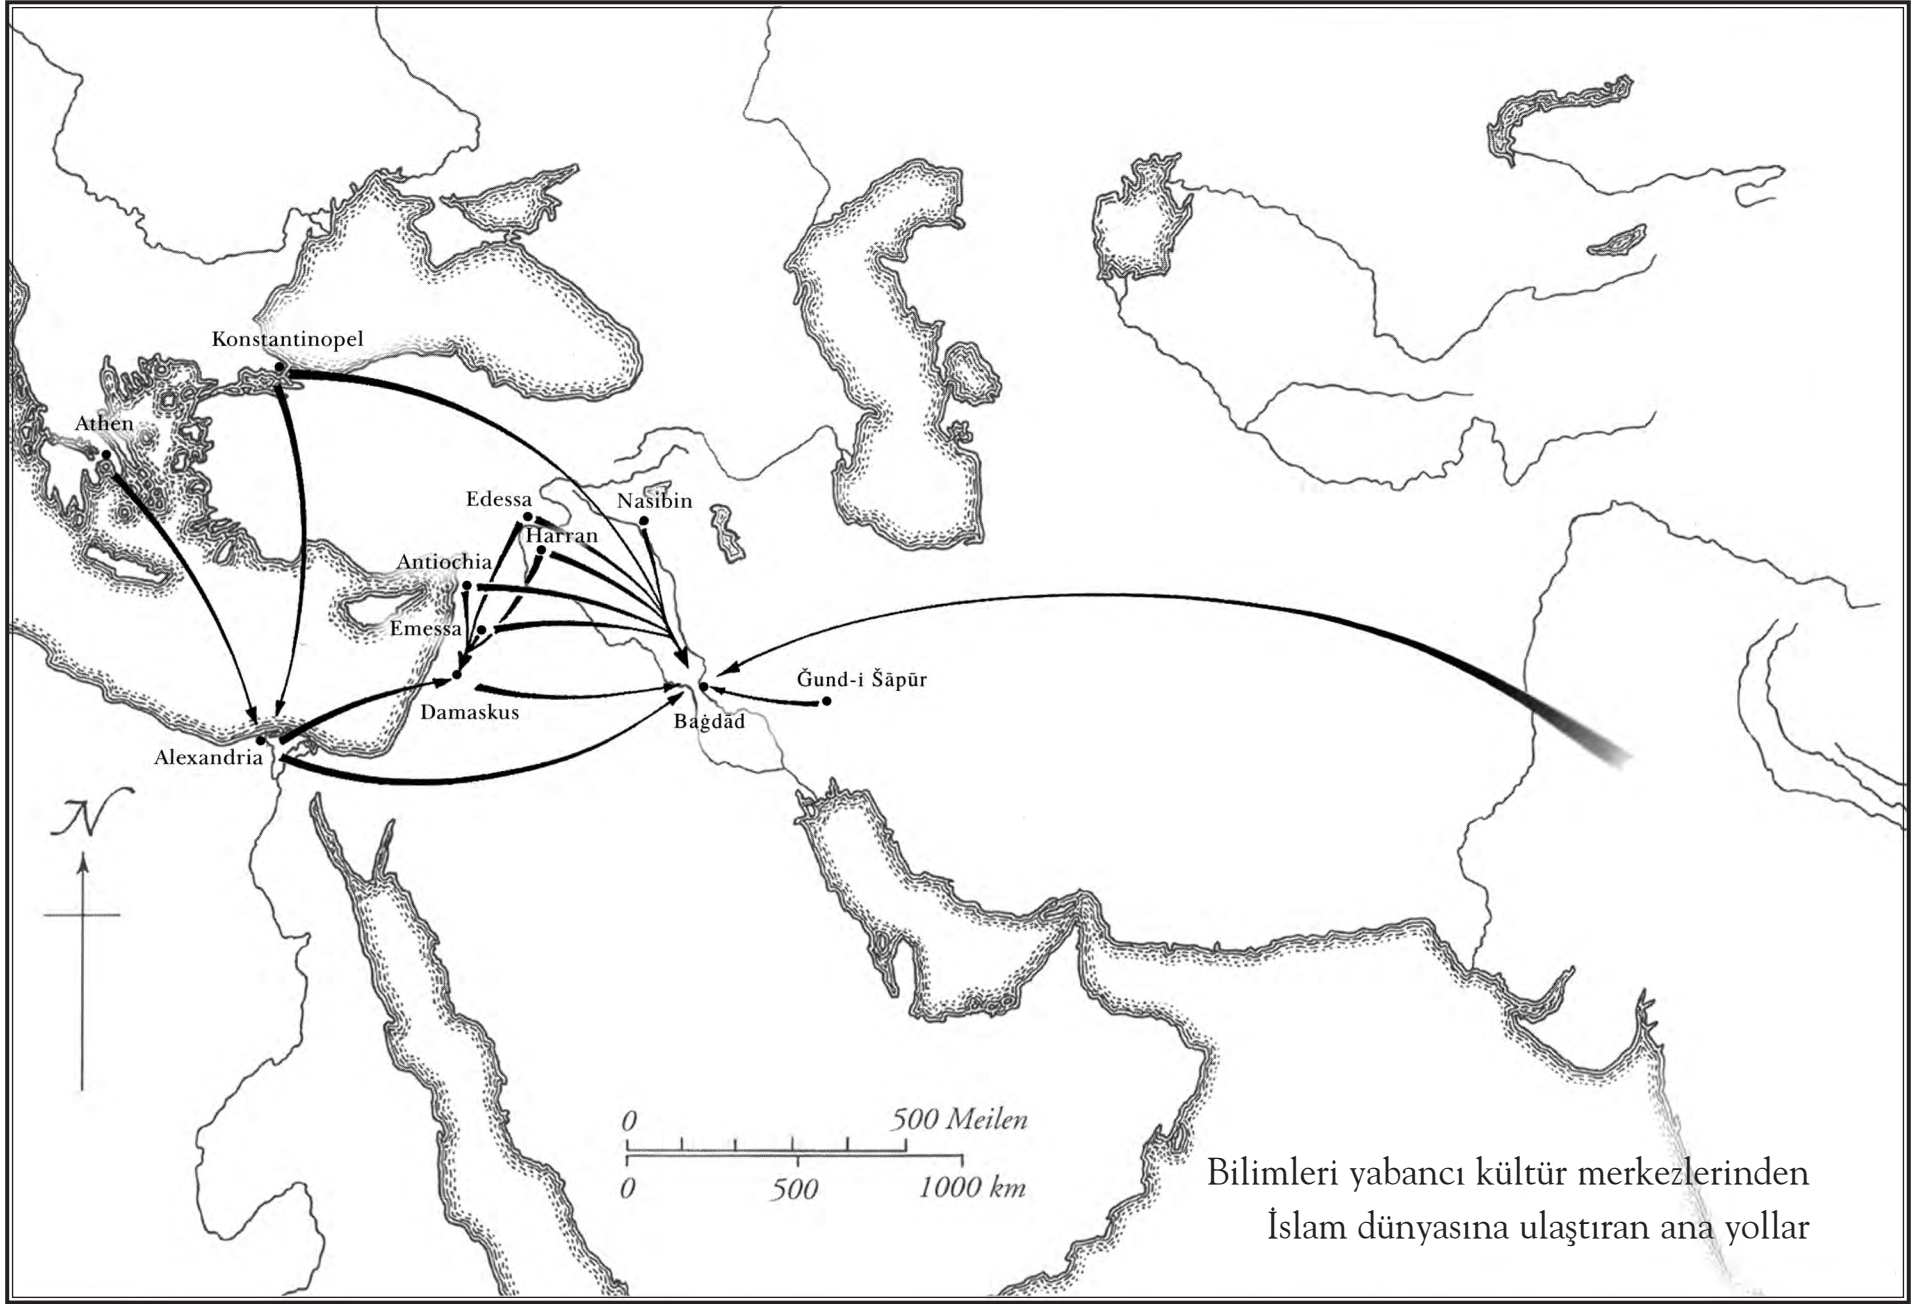 Konstantinopel
Athen
Edessa
Nasibin
Harran
Antiochia
Emessa
Damaskus
Ğund-i Šāpūr
Baġdād
Alexandria
N
0 500 Meilen
0 500 1000 km
Bilimleri yabancı kültür merkezlerinden
İslam dünyasına ulaştıran ana yollar